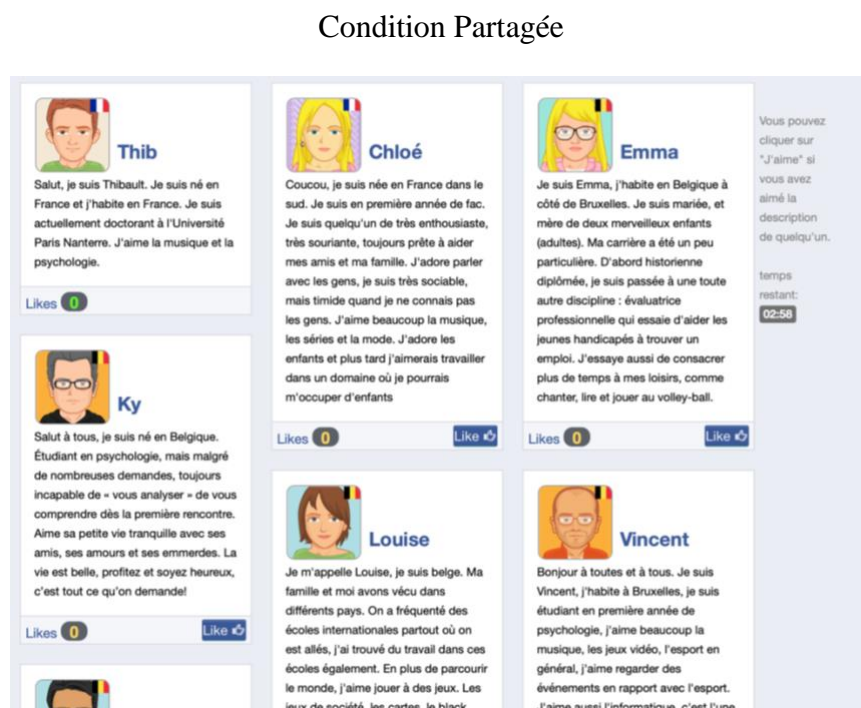 Condition Partagée
Thib
Salut, je suis Thibault. Je suis né en
France et j'habite en France. Je suis
actuellement doctorant à l'Université
Paris Nanterre. J'aime la musique et la
psychologie.
Likes 0
Ky
Salut à tous, je suis né en Belgique.
Étudiant en psychologie, mais malgré
de nombreuses demandes, toujours
incapable de « vous analyser » de vous
comprendre dès la première rencontre.
Aime sa petite vie tranquille avec ses
amis, ses amours et ses emmerdes. La
vie est belle, profitez et soyez heureux,
c'est tout ce qu'on demande!
Likes 0 Like
Chloé
Coucou, je suis née en France dans le
sud. Je suis en première année de fac.
Je suis quelqu'un de très enthousiaste,
très souriante, toujours prête à aider
mes amis et ma famille. J'adore parler
avec les gens, je suis très sociable,
mais timide quand je ne connais pas
les gens. J'aime beaucoup la musique,
les séries et la mode. J'adore les
enfants et plus tard j'aimerais travailler
dans un domaine où je pourrais
m'occuper d'enfants
Likes 0 Like
Louise
Je m'appelle Louise, je suis belge. Ma
famille et moi avons vécu dans
différents pays. On a fréquenté des
écoles internationales partout où on
est allés, j'ai trouvé du travail dans ces
écoles également. En plus de parcourir
le monde, j'aime jouer à des jeux. Les
jeux de société, les cartes, le black
Emma
Je suis Emma, j'habite en Belgique à
côté de Bruxelles. Je suis mariée, et
mère de deux merveilleux enfants
(adultes). Ma carrière a été un peu
particulière. D'abord historienne
diplômée, je suis passée à une toute
autre discipline : évaluatrice
professionnelle qui essaie d'aider les
jeunes handicapés à trouver un
emploi. J'essaye aussi de consacrer
plus de temps à mes loisirs, comme
chanter, lire et jouer au volley-ball.
Likes 0 Like
Vincent
Bonjour à toutes et à tous. Je suis
Vincent, j'habite à Bruxelles, je suis
étudiant en première année de
psychologie, j'aime beaucoup la
musique, les jeux vidéo, l'esport en
général, j'aime regarder des
événements en rapport avec l'esport.
J'aime aussi l'informatique, c'est l'une
Vous pouvez
cliquer sur
"J'aime" si
vous avez
aimé la
description
de quelqu'un.
temps
restant:
02:58